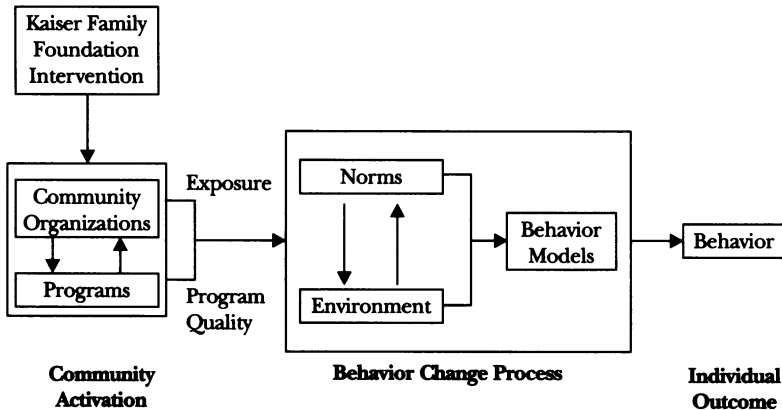 Kaiser Family
Foundation
Intervention
Community
Organizations
Programs
Exposure
Program
Quality
Norms
Environment
Behavior
Models
Behavior
Community
Activation
Behavior Change Process
Individual
Outcome